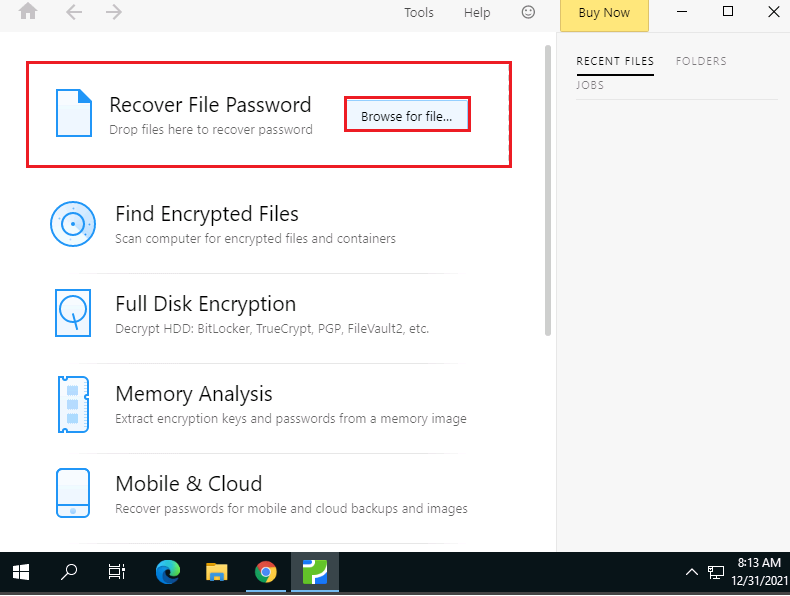 Tools Help Buy Now
RECENT FILES FOLDERS
JOBS
Recover File Password
Drop files here to recover password
Browse for file...
Find Encrypted Files
Scan computer for encrypted files and containers
Full Disk Encryption
Decrypt HDD: BitLocker, TrueCrypt, PGP, FileVault2, etc.
Memory Analysis
Extract encryption keys and passwords from a memory image
Mobile & Cloud
Recover passwords for mobile and cloud backups and images
8:13 AM
12/31/2021